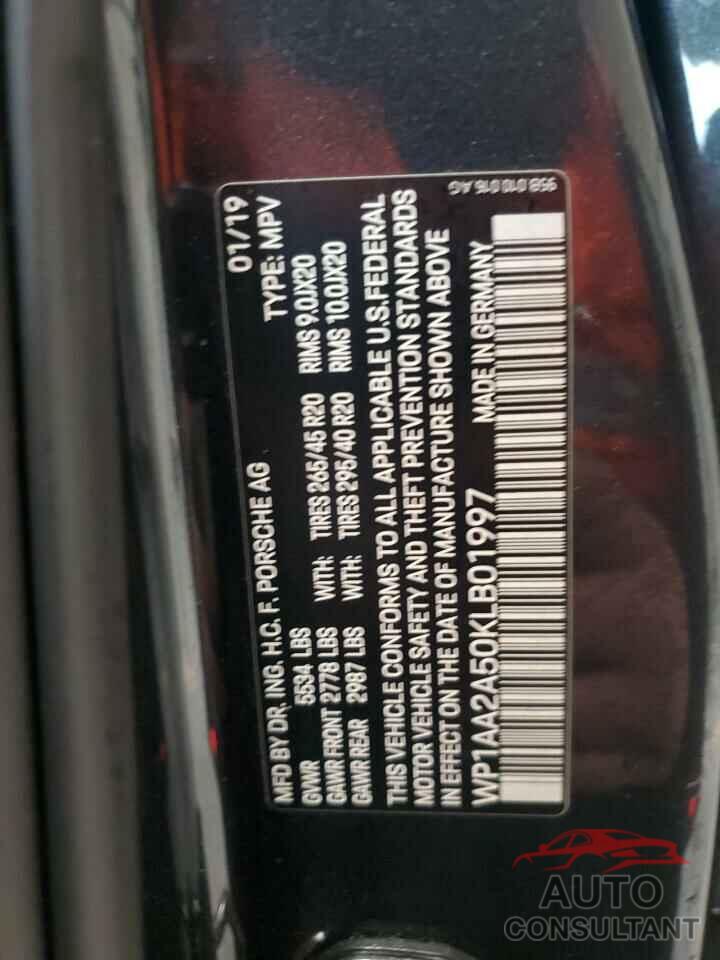 MFD BY DR. ING. H.C. F. PORSCHE AG 01/19
GVWR 5534 LBS TYPE: MPV
GAWR FRONT 2778 LBS WITH: TIRES 265/45 R20 RIMS 9.0JX20
GAWR REAR 2987 LBS WITH: TIRES 295/40 R20 RIMS 10.0JX20
THIS VEHICLE CONFORMS TO ALL APPLICABLE U.S.FEDERAL
MOTOR VEHICLE SAFETY AND THEFT PREVENTION STANDARDS
IN EFFECT ON THE DATE OF MANUFACTURE SHOWN ABOVE
WP1AA2A50KLB01997 MADE IN GERMANY
95B 010 016 AG
AUTO
CONSULTANT